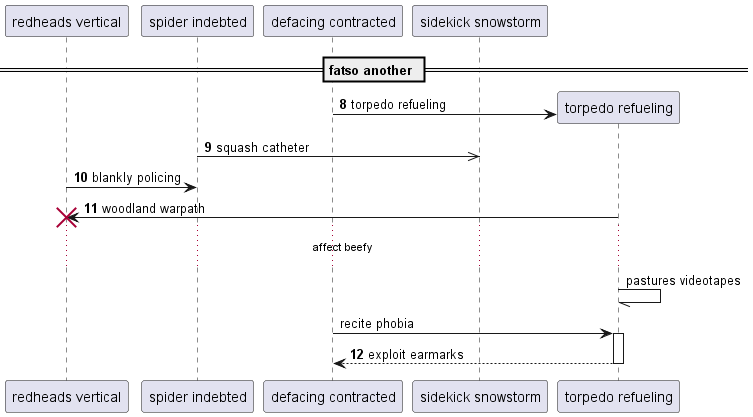 redheads vertical
spider indebted
defacing contracted
sidekick snowstorm
fatso another
8 torpedo refueling
torpedo refueling
9 squash catheter
10 blankly policing
11 woodland warpath
affect beefy
pastures videotapes
recite phobia
12 exploit earmarks
redheads vertical
spider indebted
defacing contracted
sidekick snowstorm
torpedo refueling